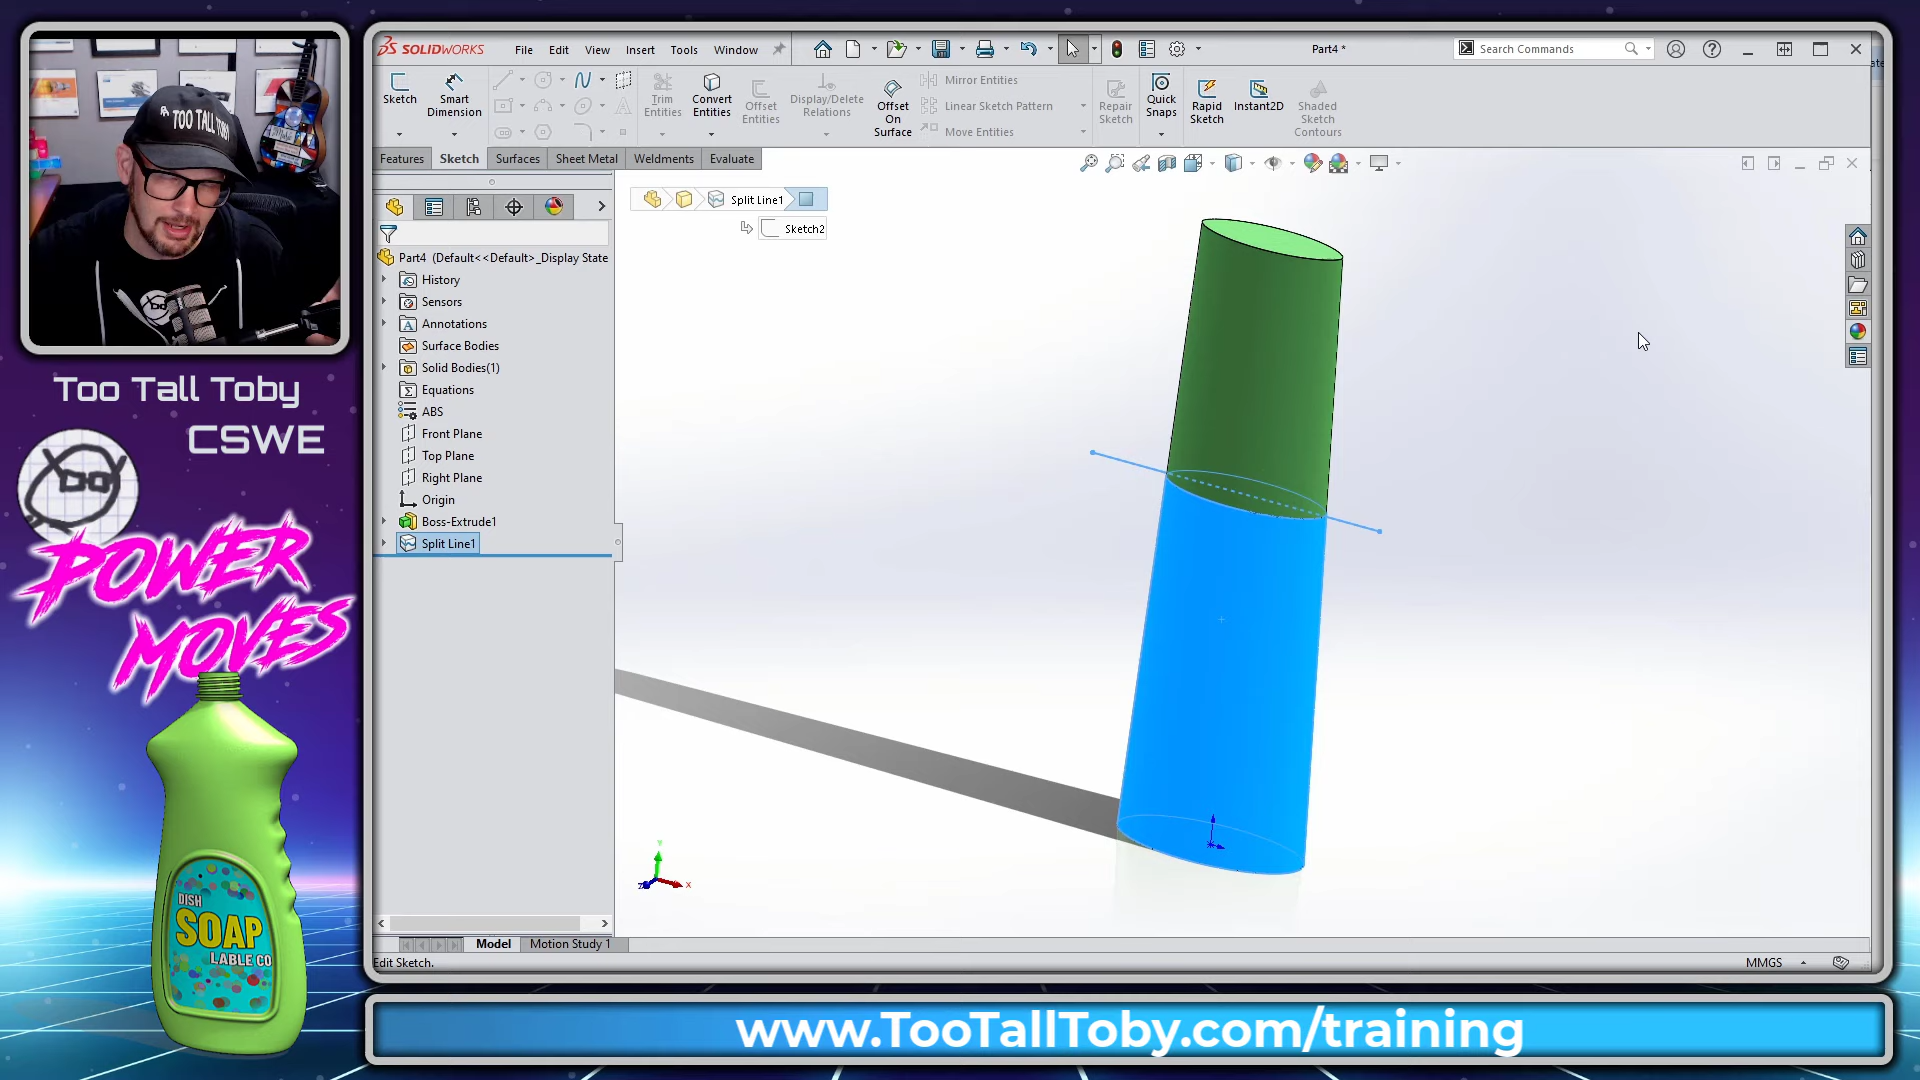 TOO TALL TOBY
Too Tall Toby
CSWE
POWER
MOVES
DISH
SOAP
LABLE CO
SOLIDWORKS
File Edit View Insert Tools Window
Part4 *
Search Commands
Sketch
Smart Dimension
Trim Entities
Convert Entities
Offset Entities
Display/Delete Relations
Offset On Surface
Mirror Entities
Linear Sketch Pattern
Move Entities
Repair Sketch
Quick Snaps
Rapid Sketch
Instant2D
Shaded Sketch Contours
Features Sketch Surfaces Sheet Metal Weldments Evaluate
Split Line1
Sketch2
Part4 (Default<<Default>_Display State
History
Sensors
Annotations
Surface Bodies
Solid Bodies(1)
Equations
ABS
Front Plane
Top Plane
Right Plane
Origin
Boss-Extrude1
Split Line1
Y
Z
X
Model Motion Study 1
Edit Sketch.
MMGS
www.TooTallToby.com/training